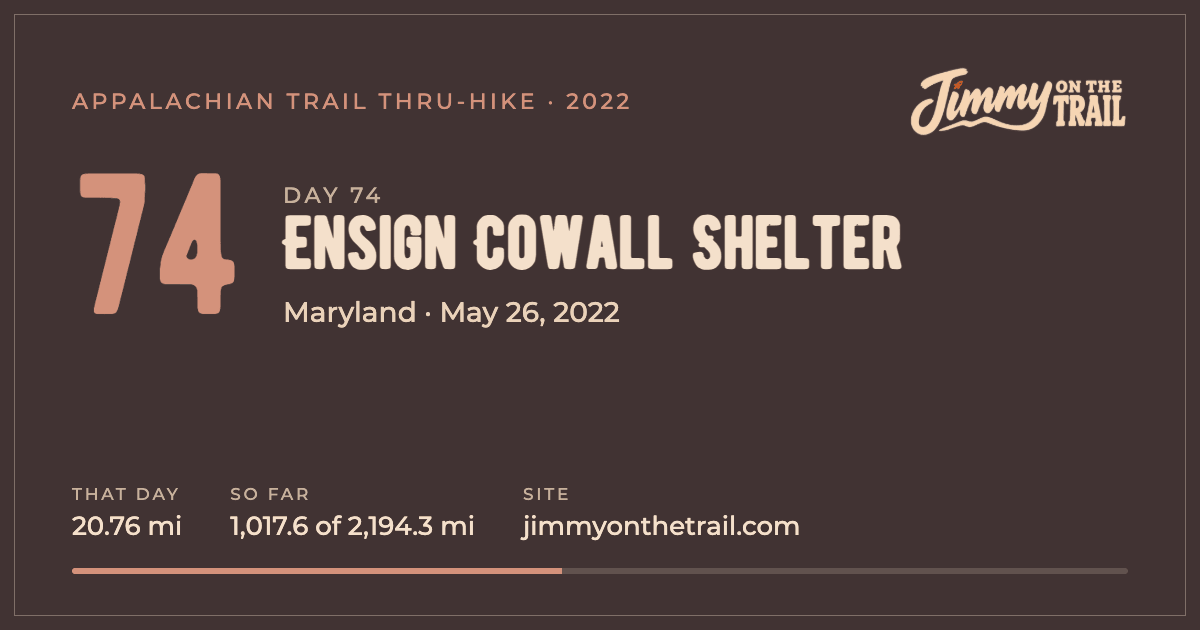 APPALACHIAN TRAIL THRU-HIKE · 2022
Jimmy ON THE TRAIL
74
DAY 74
ENSIGN COWALL SHELTER
Maryland · May 26, 2022
THAT DAY
20.76 mi
SO FAR
1,017.6 of 2,194.3 mi
SITE
jimmyonthetrail.com